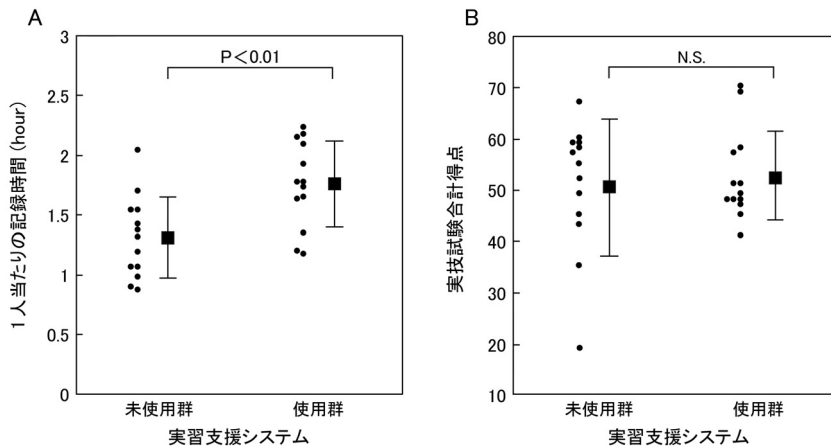 A
1人当たりの記録時間(hour)
3
2.5
2
1.5
1
0.5
0
P<0.01
未使用群
使用群
実習支援システム
B
実技試験合計得点
80
70
60
50
40
30
20
10
N.S.
未使用群
使用群
実習支援システム